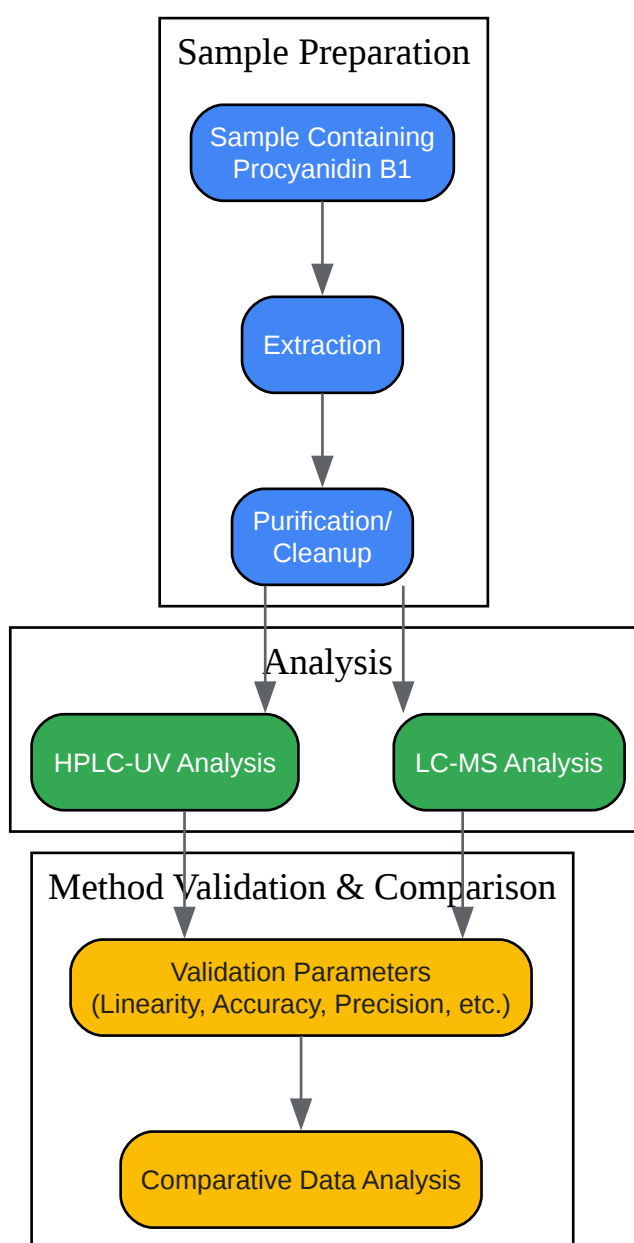 Sample Preparation
Sample Containing
Procyanidin B1
Extraction
Purification/
Cleanup
Analysis
HPLC-UV Analysis
LC-MS Analysis
Method Validation & Comparison
Validation Parameters
(Linearity, Accuracy, Precision, etc.)
Comparative Data Analysis